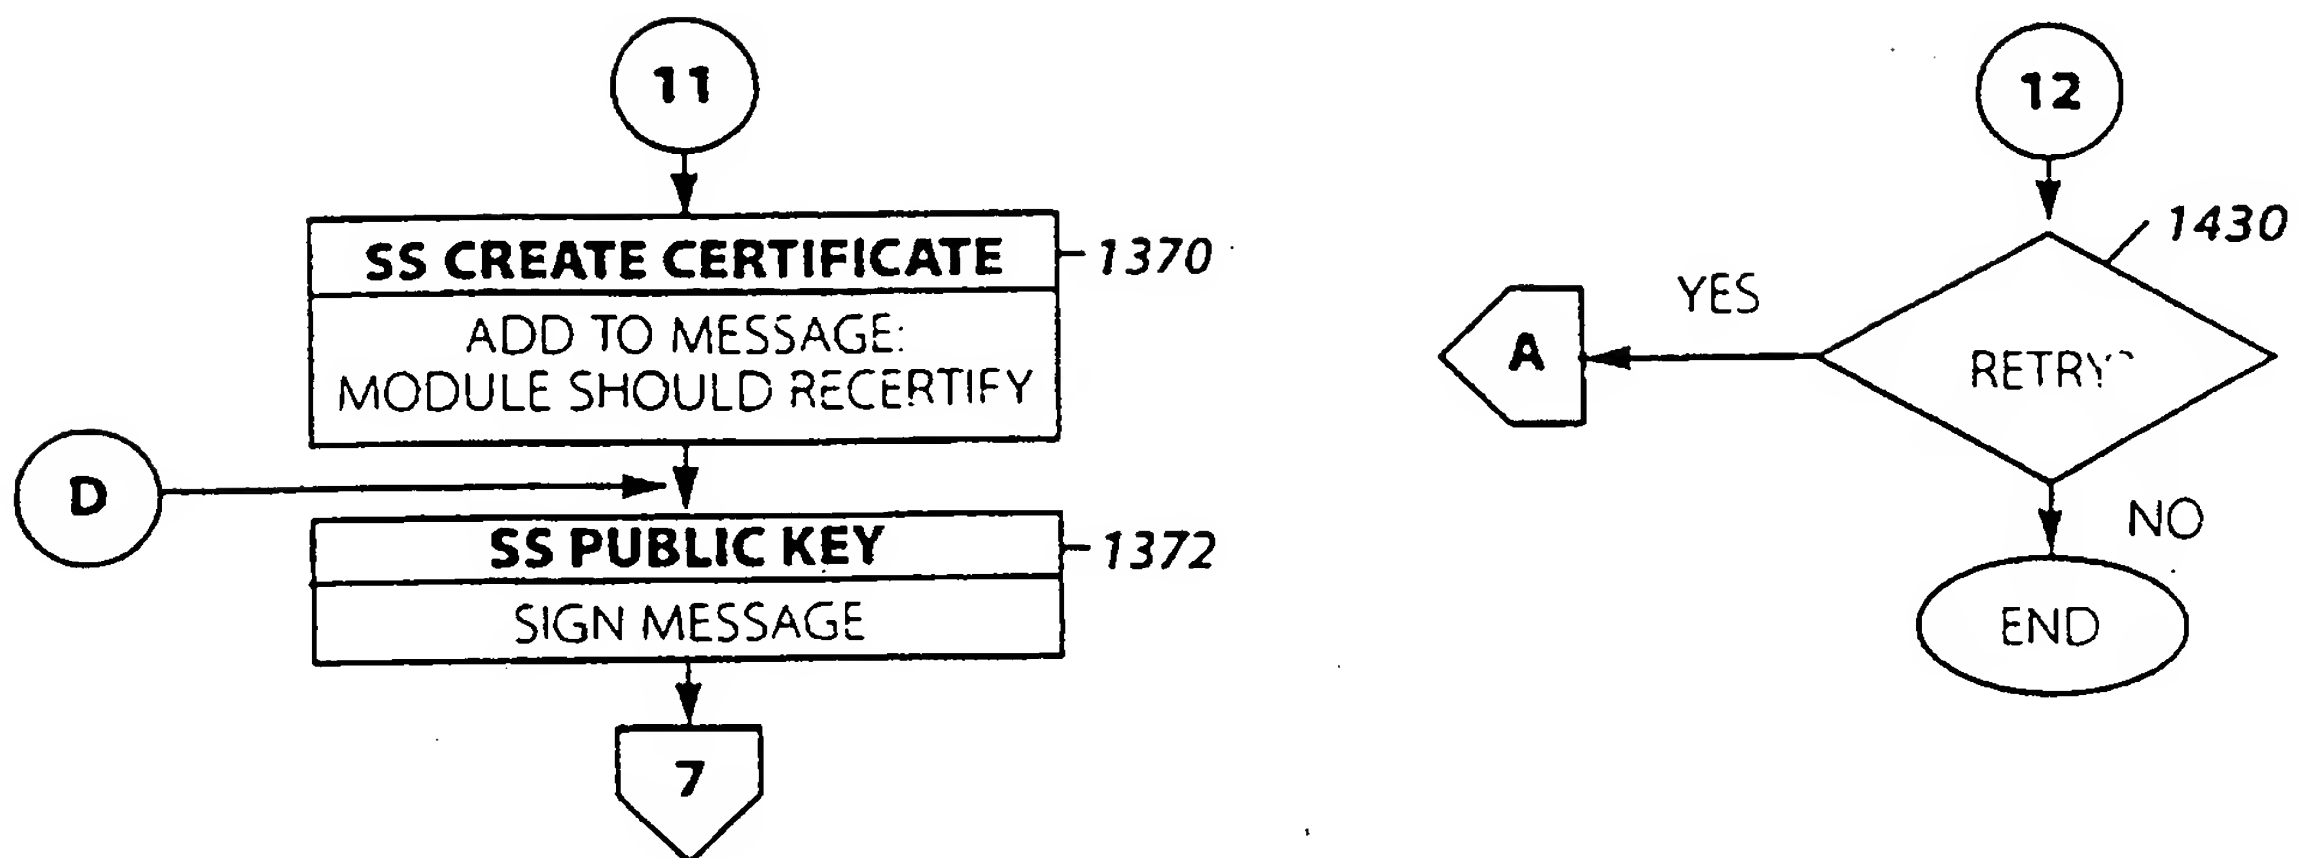 11
SS CREATE CERTIFICATE
1370
ADD TO MESSAGE:
MODULE SHOULD RECERTIFY
D
SS PUBLIC KEY
1372
SIGN MESSAGE
7
12
1430
YES
A
RETRY?
NO
END